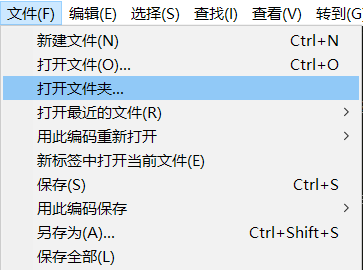 文件(F) 编辑(E) 选择(S) 查找(I) 查看(V) 转到(G
新建文件(N) Ctrl+N
打开文件(O)... Ctrl+O
打开文件夹...
打开最近的文件(R)
用此编码重新打开
新标签中打开当前文件(E)
保存(S) Ctrl+S
用此编码保存
另存为(A)... Ctrl+Shift+S
保存全部(L)